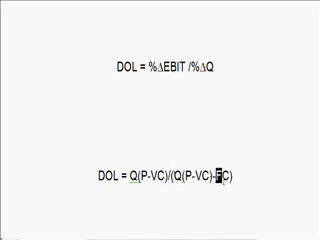 DOL = %∆EBIT /%∆Q
DOL = Q(P-VC)/(Q(P-VC)-FC)